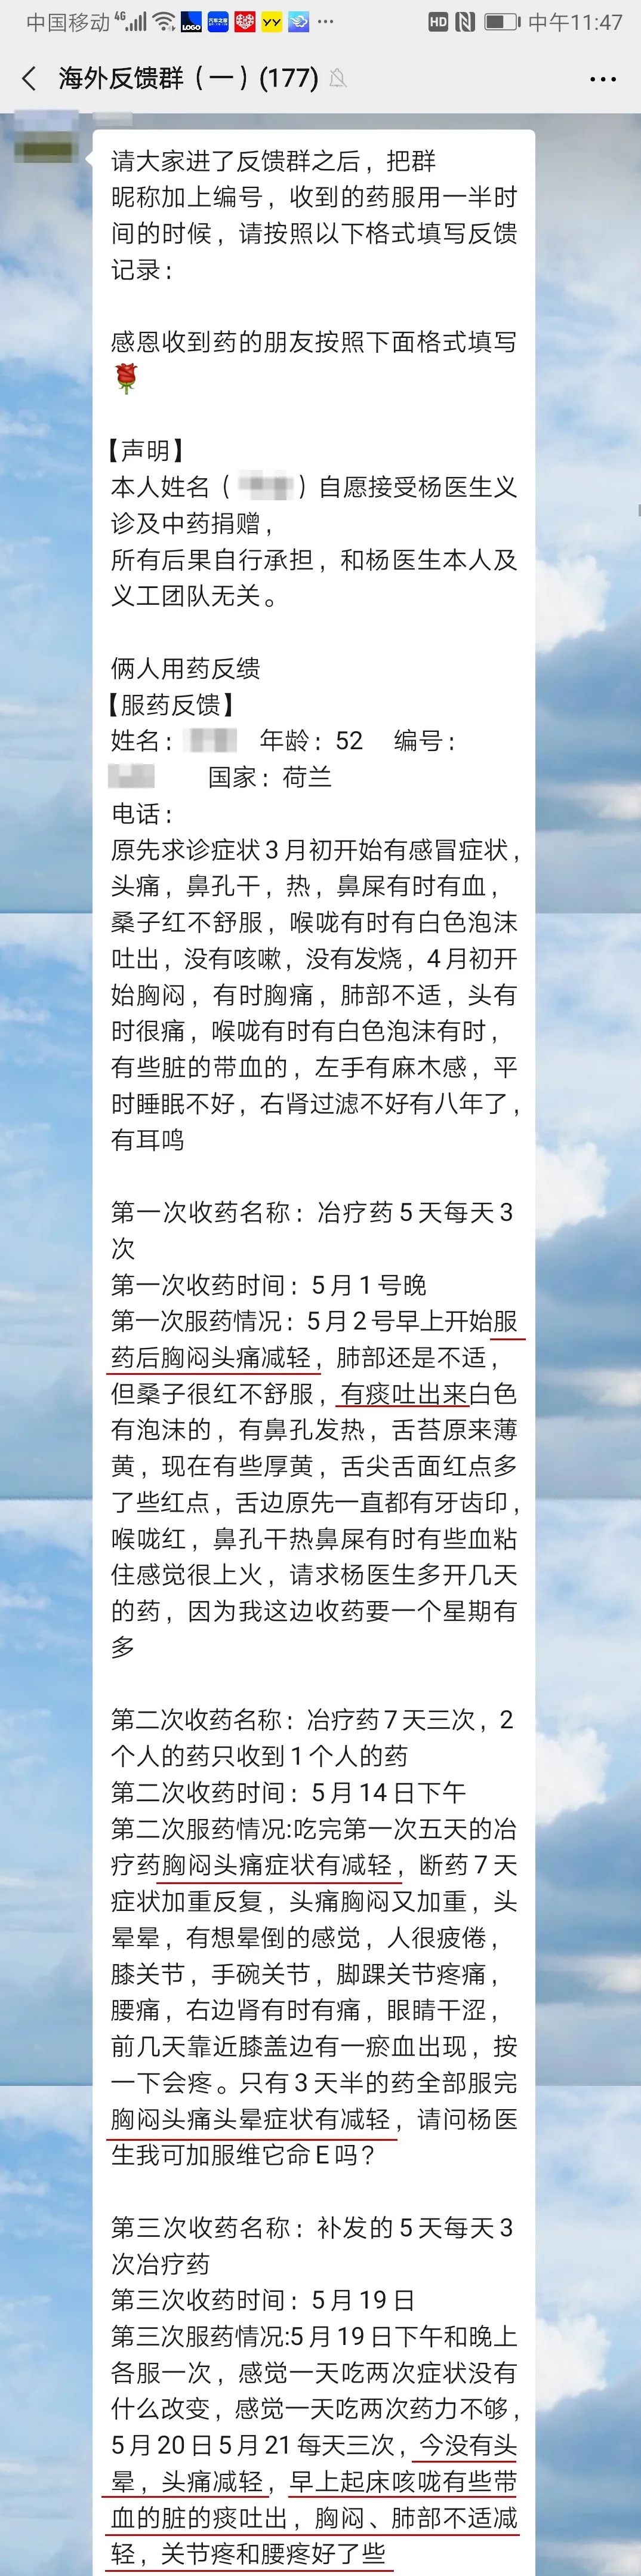 中国移动 4G LOGO YY ··· HD 中午11:47
海外反馈群（一）(177) ···
请大家进了反馈群之后，把群
昵称加上编号，收到的药服用一半时
间的时候，请按照以下格式填写反馈
记录：
感恩收到药的朋友按照下面格式填写
【声明】
本人姓名（ ）自愿接受杨医生义
诊及中药捐赠，
所有后果自行承担，和杨医生本人及
义工团队无关。
俩人用药反缋
【服药反馈】
姓名： 年龄：52 编号：
国家：荷兰
电话：
原先求诊症状3月初开始有感冒症状，
头痛，鼻孔干，热，鼻屎有时有血，
桑子红不舒服，喉咙有时有白色泡沫
吐出，没有咳嗽，没有发烧，4月初开
始胸闷，有时胸痛，肺部不适，头有
时很痛，喉咙有时有白色泡沫有时，
有些脏的带血的，左手有麻木感，平
时睡眠不好，右肾过滤不好有八年了，
有耳鸣
第一次收药名称：冶疗药5天每天3
次
第一次收药时间：5月1号晚
第一次服药情况：5月2号早上开始服
药后胸闷头痛减轻，肺部还是不适，
但桑子很红不舒服，有痰吐出来白色
有泡沫的，有鼻孔发热，舌苔原来薄
黄，现在有些厚黄，舌尖舌面红点多
了些红点，舌边原先一直都有牙齿印，
喉咙红，鼻孔干热鼻屎有时有些血粘
住感觉很上火，请求杨医生多开几天
的药，因为我这边收药要一个星期有
多
第二次收药名称：冶疗药7天三次，2
个人的药只收到1个人的药
第二次收药时间：5月14日下午
第二次服药情况:吃完第一次五天的冶
疗药胸闷头痛症状有减轻，断药7天
症状加重反复，头痛胸闷又加重，头
晕晕，有想晕倒的感觉，人很疲倦，
膝关节，手碗关节，脚踝关节疼痛，
腰痛，右边肾有时有痛，眼睛干涩，
前几天靠近膝盖边有一瘀血出现，按
一下会疼。只有3天半的药全部服完
胸闷头痛头晕症状有减轻，请问杨医
生我可加服维它命E吗？
第三次收药名称：补发的5天每天3
次冶疗药
第三次收药时间：5月19日
第三次服药情况:5月19日下午和晚上
各服一次，感觉一天吃两次症状没有
什么改变，感觉一天吃两次药力不够，
5月20日5月21每天三次，今没有头
晕，头痛减轻，早上起床咳咙有些带
血的脏的痰吐出，胸闷、肺部不适减
轻，关节疼和腰疼好了些